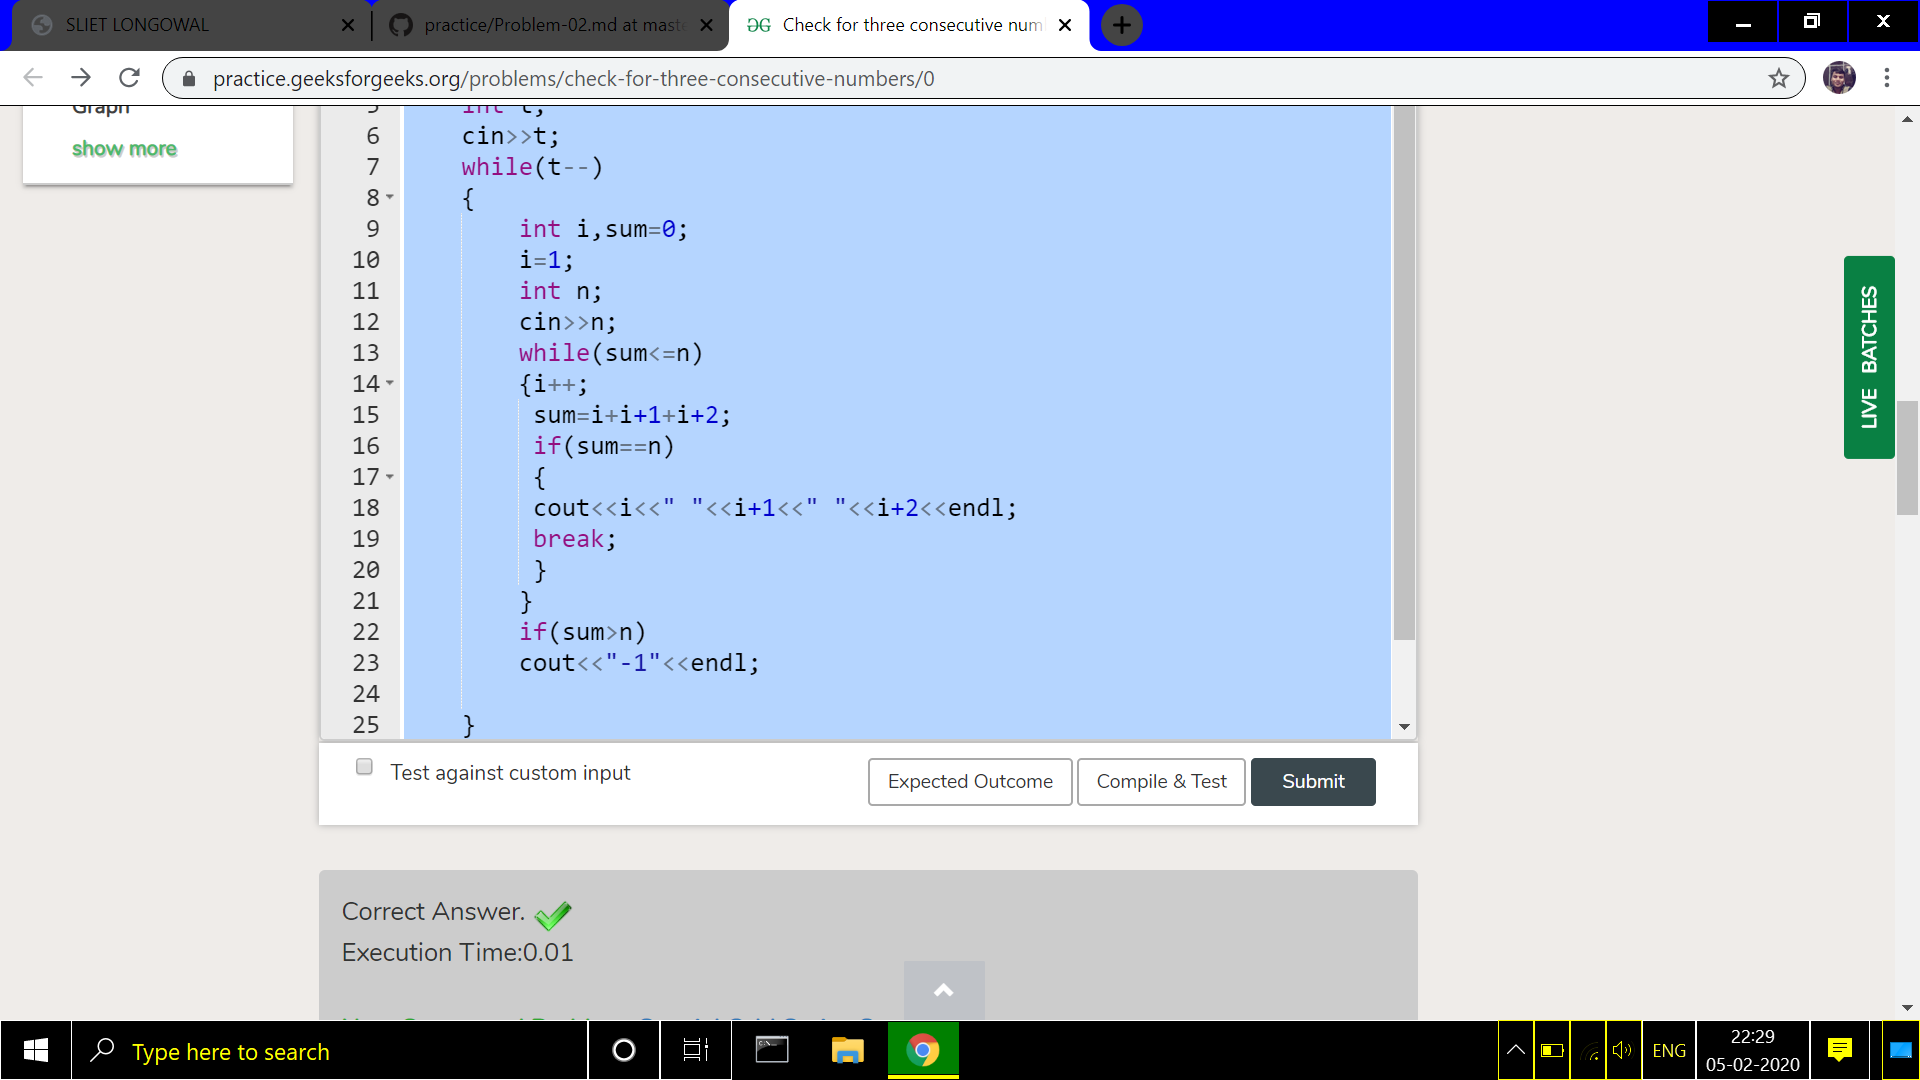 SLIET LONGOWAL
practice/Problem-02.md at maste
Check for three consecutive num
practice.geeksforgeeks.org/problems/check-for-three-consecutive-numbers/0
Graph
show more
5 int t;
6 cin>>t;
7 while(t--)
8 {
9 int i,sum=0;
10 i=1;
11 int n;
12 cin>>n;
13 while(sum<=n)
14 {i++;
15 sum=i+i+1+i+2;
16 if(sum==n)
17 {
18 cout<<i<<" "<<i+1<<" "<<i+2<<endl;
19 break;
20 }
21 }
22 if(sum>n)
23 cout<<"-1"<<endl;
24
25 }
LIVE BATCHES
Test against custom input
Expected Outcome
Compile & Test
Submit
Correct Answer.
Execution Time:0.01
Type here to search
ENG
22:29
05-02-2020